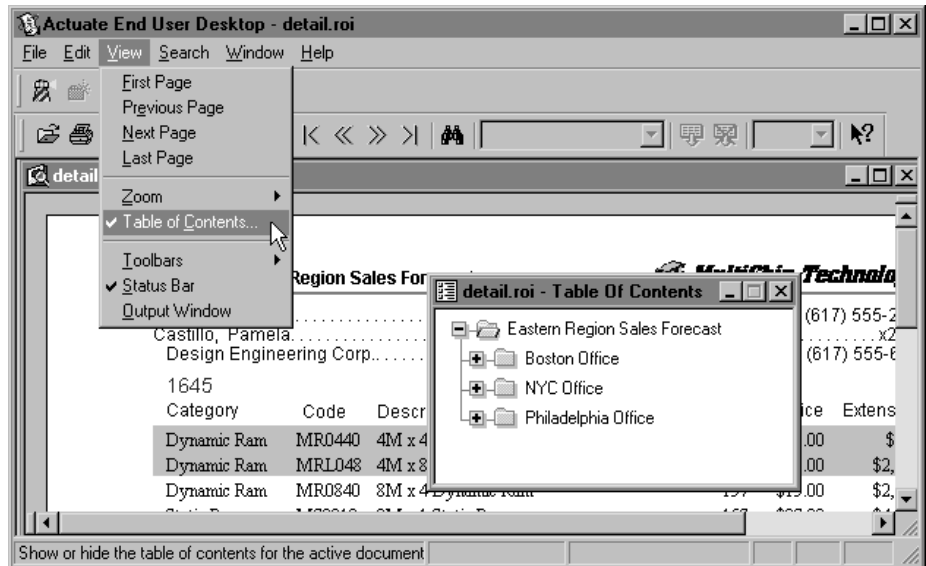 Actuate End User Desktop - detail.roi
File Edit View Search Window Help
First Page
Previous Page
Next Page
Last Page
Zoom
Table of Contents...
Toolbars
Status Bar
Output Window
detail
Region Sales For
detail.roi - Table Of Contents
Eastern Region Sales Forecast
Boston Office
NYC Office
Philadelphia Office
(617) 555-2
Castillo, Pamela. x2
Design Engineering Corp. (617) 555-6
1645
Category Code Descr ice Extens
Dynamic Ram MR0440 4M x 4 .00 $
Dynamic Ram MRL048 4M x 8 .00 $2,
Dynamic Ram MR0840 8M x 4 $2,
Show or hide the table of contents for the active document